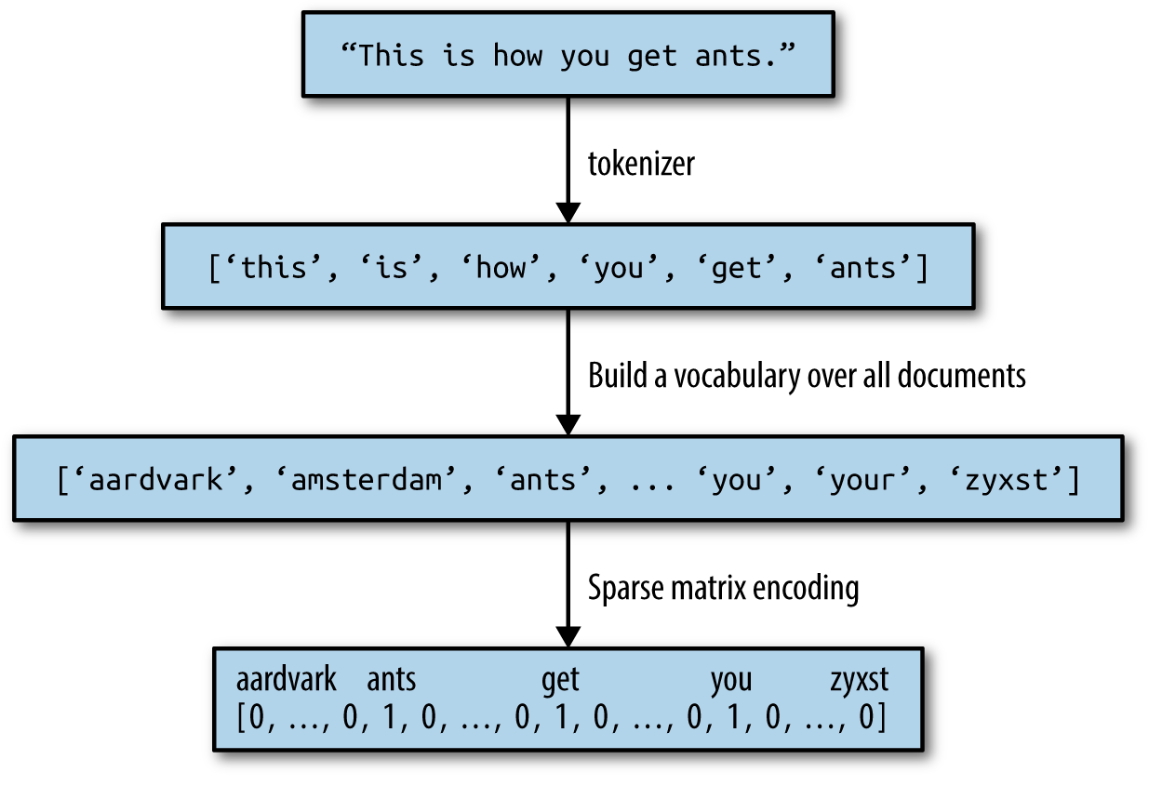 “This is how you get ants.”
tokenizer
[‘this’, ‘is’, ‘how’, ‘you’, ‘get’, ‘ants’]
Build a vocabulary over all documents
[‘aardvark’, ‘amsterdam’, ‘ants’, ... ‘you’, ‘your’, ‘zyxst’]
Sparse matrix encoding
aardvark ants get you zyxst
[0, …, 0, 1, 0, …, 0, 1, 0, …, 0, 1, 0, …, 0]